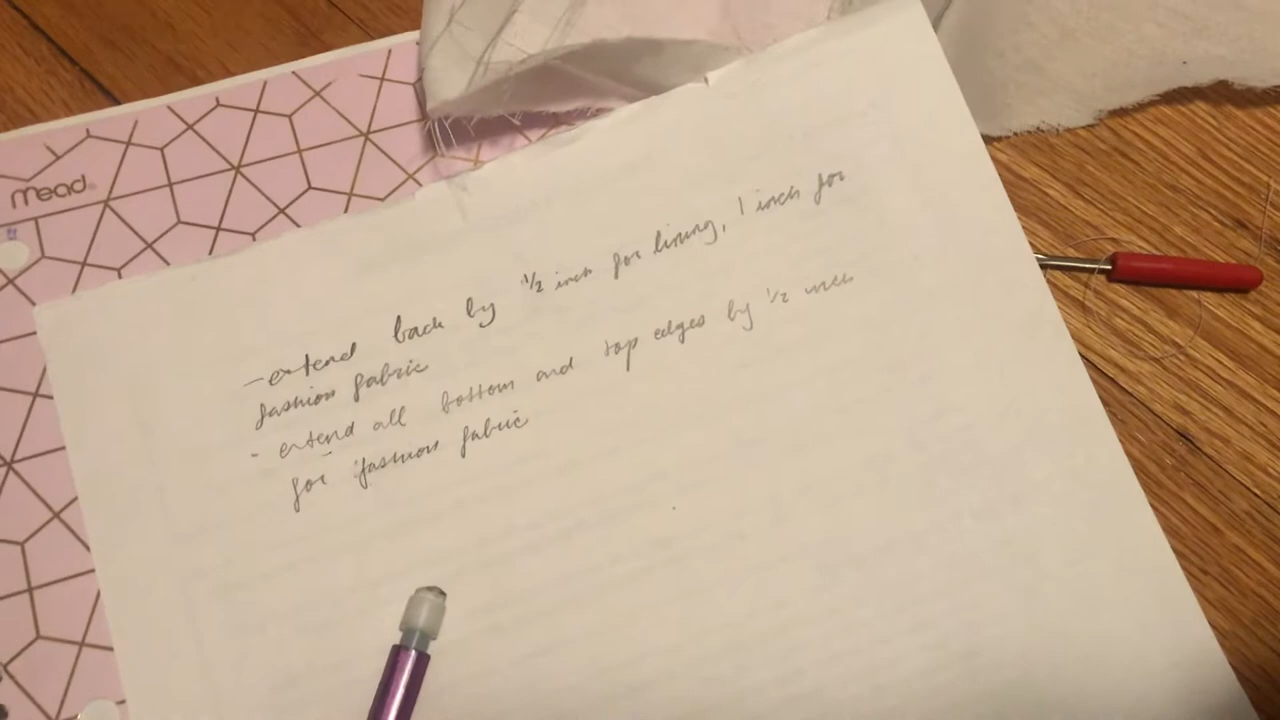 mead
- extend back by 1/2 inch for lining, 1 inch for
fashion fabric
- extend all bottom and top edges by 1/2 inch
for fashion fabric